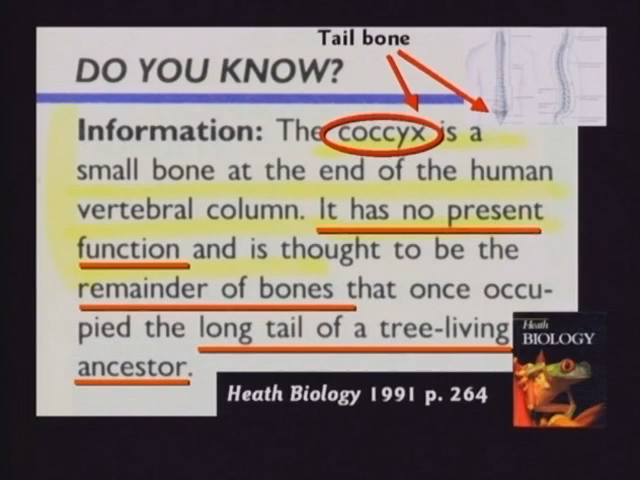 Tail bone
DO YOU KNOW?
Information: The coccyx is a
small bone at the end of the human
vertebral column. It has no present
function and is thought to be the
remainder of bones that once occu-
pied the long tail of a tree-living
ancestor.
Heath
BIOLOGY
Heath Biology 1991 p. 264